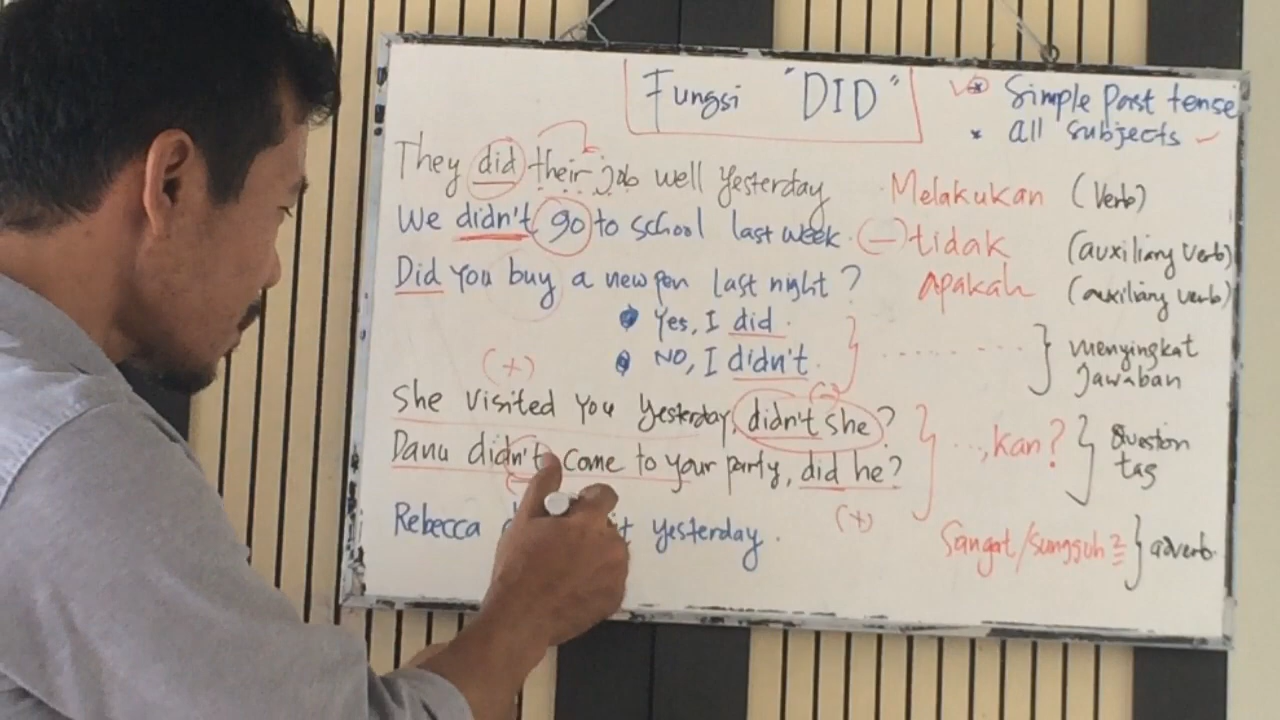 Fungsi "DID"
* Simple Past tense
* All subjects
They did their job well yesterday Melakukan (Verb)
We didn't go to school last week. (−) tidak (auxiliary verb)
Did you buy a new pen last night? apakah (auxiliary verb)
Yes, I did.
No, I didn't. } ........ } menyingkat Jawaban
(+) (−)
She visited you yesterday, didn't she?
Danu didn't come to your party, did he? } ..., kan? } Question tag
(+)
Rebecca yesterday. Sangat/sungguh2 } adverb.